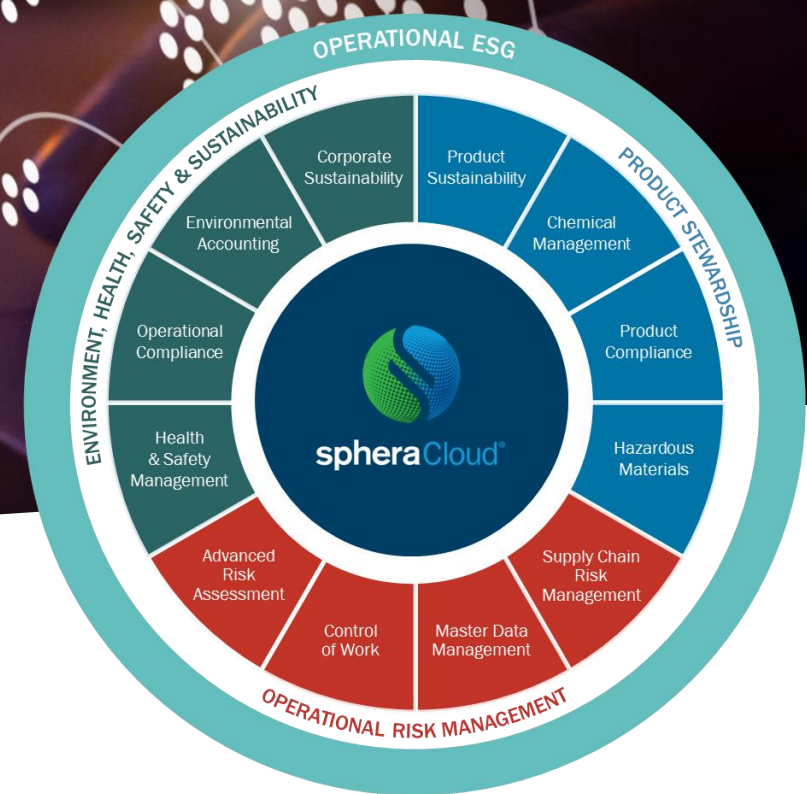 OPERATIONAL ESG
ENVIRONMENT, HEALTH, SAFETY & SUSTAINABILITY
PRODUCT STEWARDSHIP
Corporate
Sustainability
Product
Sustainability
Environmental
Accounting
Chemical
Management
Operational
Compliance
Product
Compliance
spheraCloud®
Health
& Safety
Management
Hazardous
Materials
Advanced
Risk
Assessment
Supply Chain
Risk
Management
Control
of Work
Master Data
Management
OPERATIONAL RISK MANAGEMENT